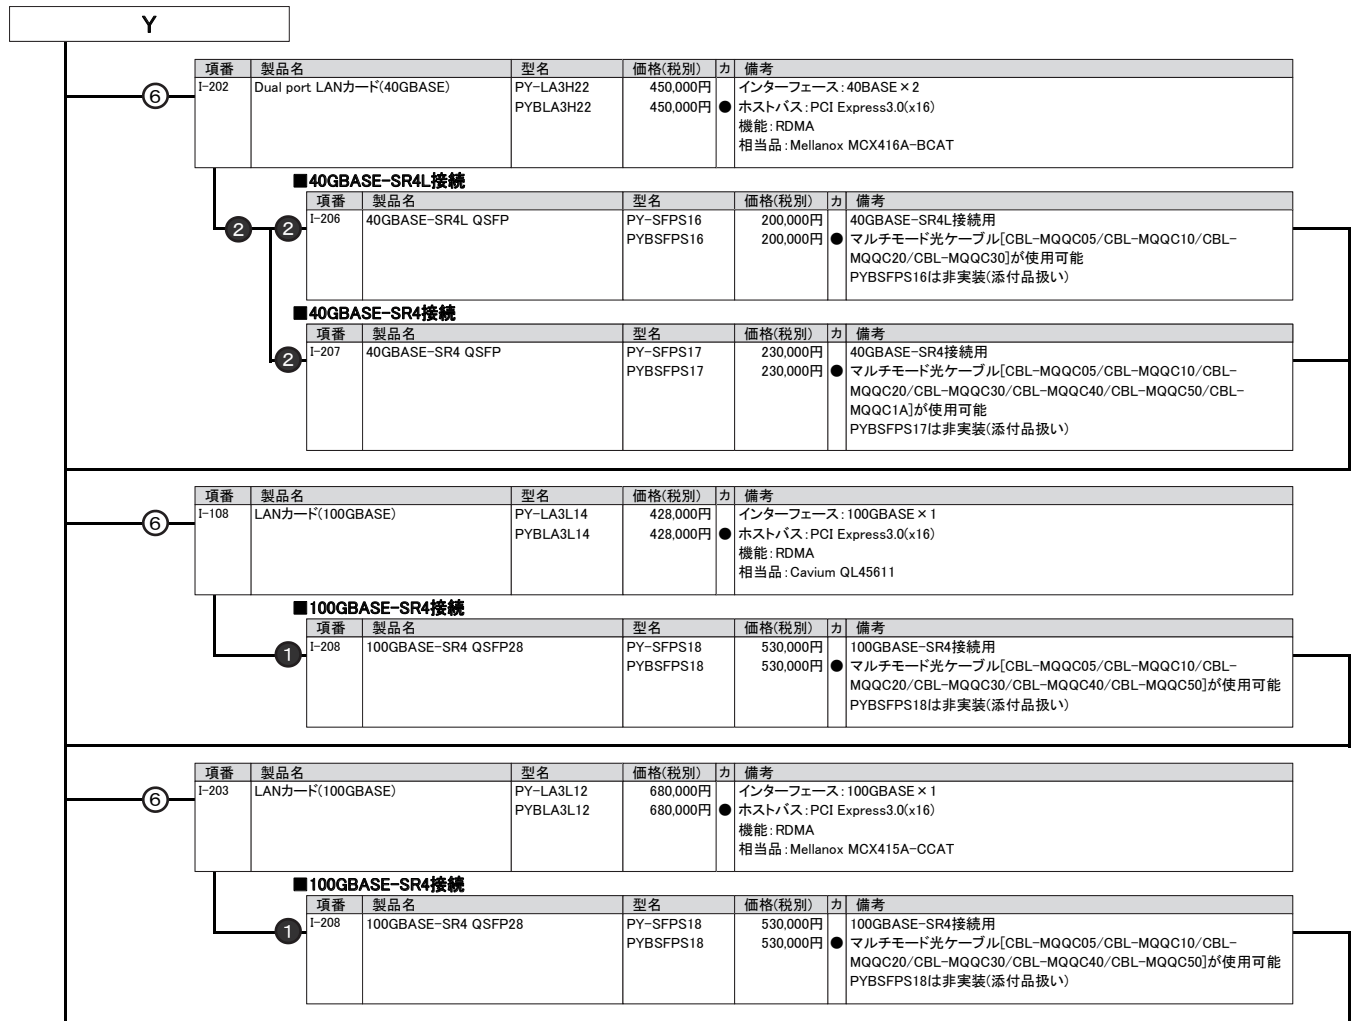 Y
項番 製品名 型名 価格(税別) カ 備考
I-202 Dual port LANカード(40GBASE) PY-LA3H22 450,000円 インターフェース:40BASE×2
PYBLA3H22 450,000円 ● ホストバス:PCI Express3.0(x16)
機能:RDMA
相当品:Mellanox MCX416A-BCAT
⑥
■40GBASE-SR4L接続
項番 製品名 型名 価格(税別) カ 備考
I-206 40GBASE-SR4L QSFP PY-SFPS16 200,000円 40GBASE-SR4L接続用
❷ ❷ PYBSFPS16 200,000円 ● マルチモード光ケーブル[CBL-MQQC05/CBL-MQQC10/CBL-
MQQC20/CBL-MQQC30]が使用可能
PYBSFPS16は非実装(添付品扱い)
■40GBASE-SR4接続
項番 製品名 型名 価格(税別) カ 備考
I-207 40GBASE-SR4 QSFP PY-SFPS17 230,000円 40GBASE-SR4接続用
❷ PYBSFPS17 230,000円 ● マルチモード光ケーブル[CBL-MQQC05/CBL-MQQC10/CBL-
MQQC20/CBL-MQQC30/CBL-MQQC40/CBL-MQQC50/CBL-
MQQC1A]が使用可能
PYBSFPS17は非実装(添付品扱い)
項番 製品名 型名 価格(税別) カ 備考
I-108 LANカード(100GBASE) PY-LA3L14 428,000円 インターフェース:100GBASE×1
⑥ PYBLA3L14 428,000円 ● ホストバス:PCI Express3.0(x16)
機能:RDMA
相当品:Cavium QL45611
■100GBASE-SR4接続
項番 製品名 型名 価格(税別) カ 備考
I-208 100GBASE-SR4 QSFP28 PY-SFPS18 530,000円 100GBASE-SR4接続用
❶ PYBSFPS18 530,000円 ● マルチモード光ケーブル[CBL-MQQC05/CBL-MQQC10/CBL-
MQQC20/CBL-MQQC30/CBL-MQQC40/CBL-MQQC50]が使用可能
PYBSFPS18は非実装(添付品扱い)
項番 製品名 型名 価格(税別) カ 備考
I-203 LANカード(100GBASE) PY-LA3L12 680,000円 インターフェース:100GBASE×1
⑥ PYBLA3L12 680,000円 ● ホストバス:PCI Express3.0(x16)
機能:RDMA
相当品:Mellanox MCX415A-CCAT
■100GBASE-SR4接続
項番 製品名 型名 価格(税別) カ 備考
I-208 100GBASE-SR4 QSFP28 PY-SFPS18 530,000円 100GBASE-SR4接続用
❶ PYBSFPS18 530,000円 ● マルチモード光ケーブル[CBL-MQQC05/CBL-MQQC10/CBL-
MQQC20/CBL-MQQC30/CBL-MQQC40/CBL-MQQC50]が使用可能
PYBSFPS18は非実装(添付品扱い)